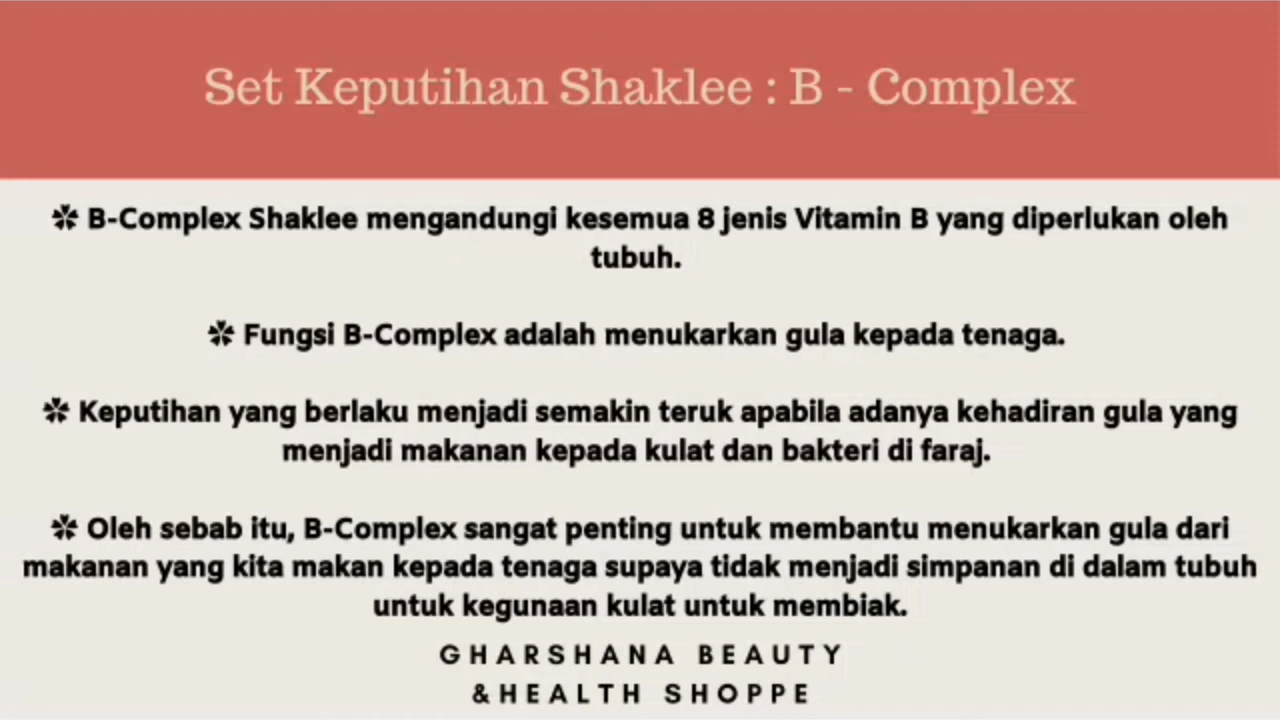 Set Keputihan Shaklee : B - Complex
✲ B-Complex Shaklee mengandungi kesemua 8 jenis Vitamin B yang diperlukan oleh
tubuh.
✲ Fungsi B-Complex adalah menukarkan gula kepada tenaga.
✲ Keputihan yang berlaku menjadi semakin teruk apabila adanya kehadiran gula yang
menjadi makanan kepada kulat dan bakteri di faraj.
✲ Oleh sebab itu, B-Complex sangat penting untuk membantu menukarkan gula dari
makanan yang kita makan kepada tenaga supaya tidak menjadi simpanan di dalam tubuh
untuk kegunaan kulat untuk membiak.
GHARSHANA BEAUTY
&HEALTH SHOPPE